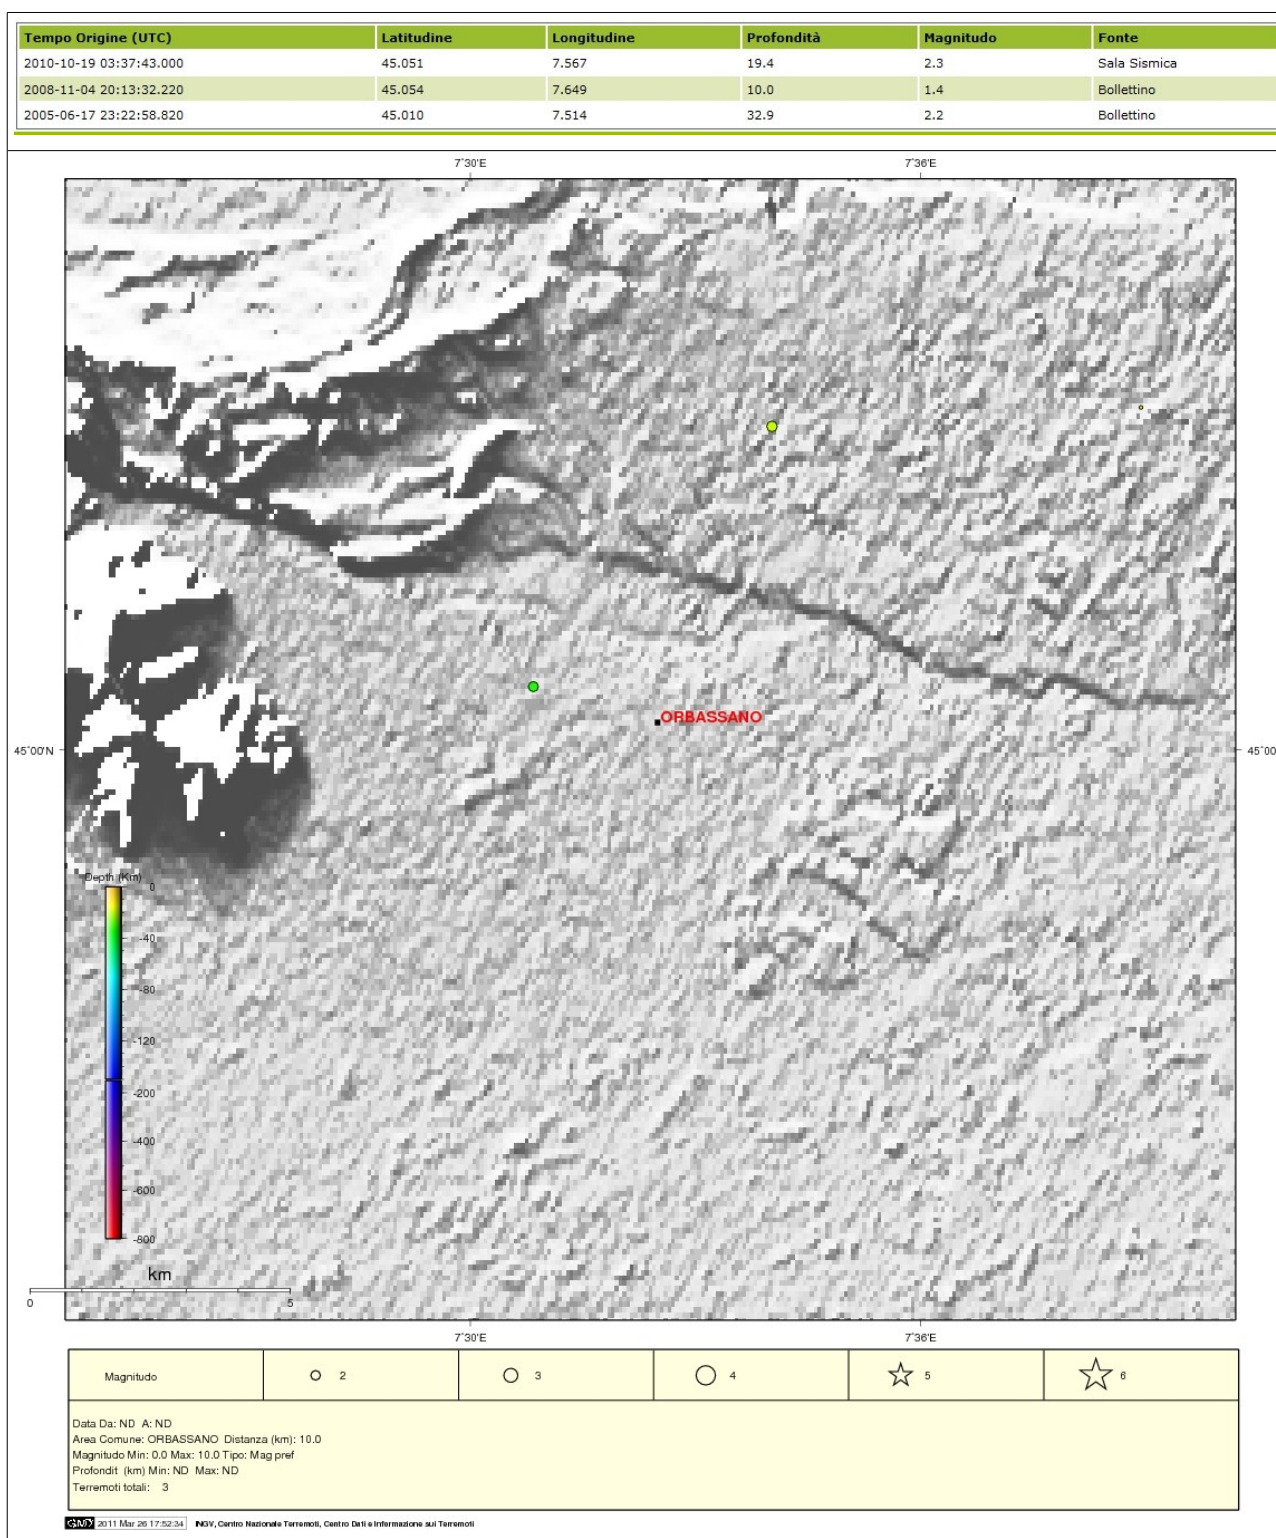 Tempo Origine (UTC) Latitudine Longitudine Profondità Magnitudo Fonte
2010-10-19 03:37:43.000 45.051 7.567 19.4 2.3 Sala Sismica
2008-11-04 20:13:32.220 45.054 7.649 10.0 1.4 Bollettino
2005-06-17 23:22:58.820 45.010 7.514 32.9 2.2 Bollettino
7˚30'E 7˚36'E
ORBASSANO
45˚00'N 45˚00
Depth (Km)
0
-40
-80
-120
-200
-400
-600
-800
km
0 5
7˚30'E 7˚36'E
Magnitudo 2 3 4 5 6
Data Da: ND A: ND
Area Comune: ORBASSANO Distanza (km): 10.0
Magnitudo Min: 0.0 Max: 10.0 Tipo: Mag pref
Profondit (km) Min: ND Max: ND
Terremoti totali: 3
GMT 2011 Mar 26 17:52:34 INGV, Centro Nazionale Terremoti, Centro Dati e Informazione sui Terremoti